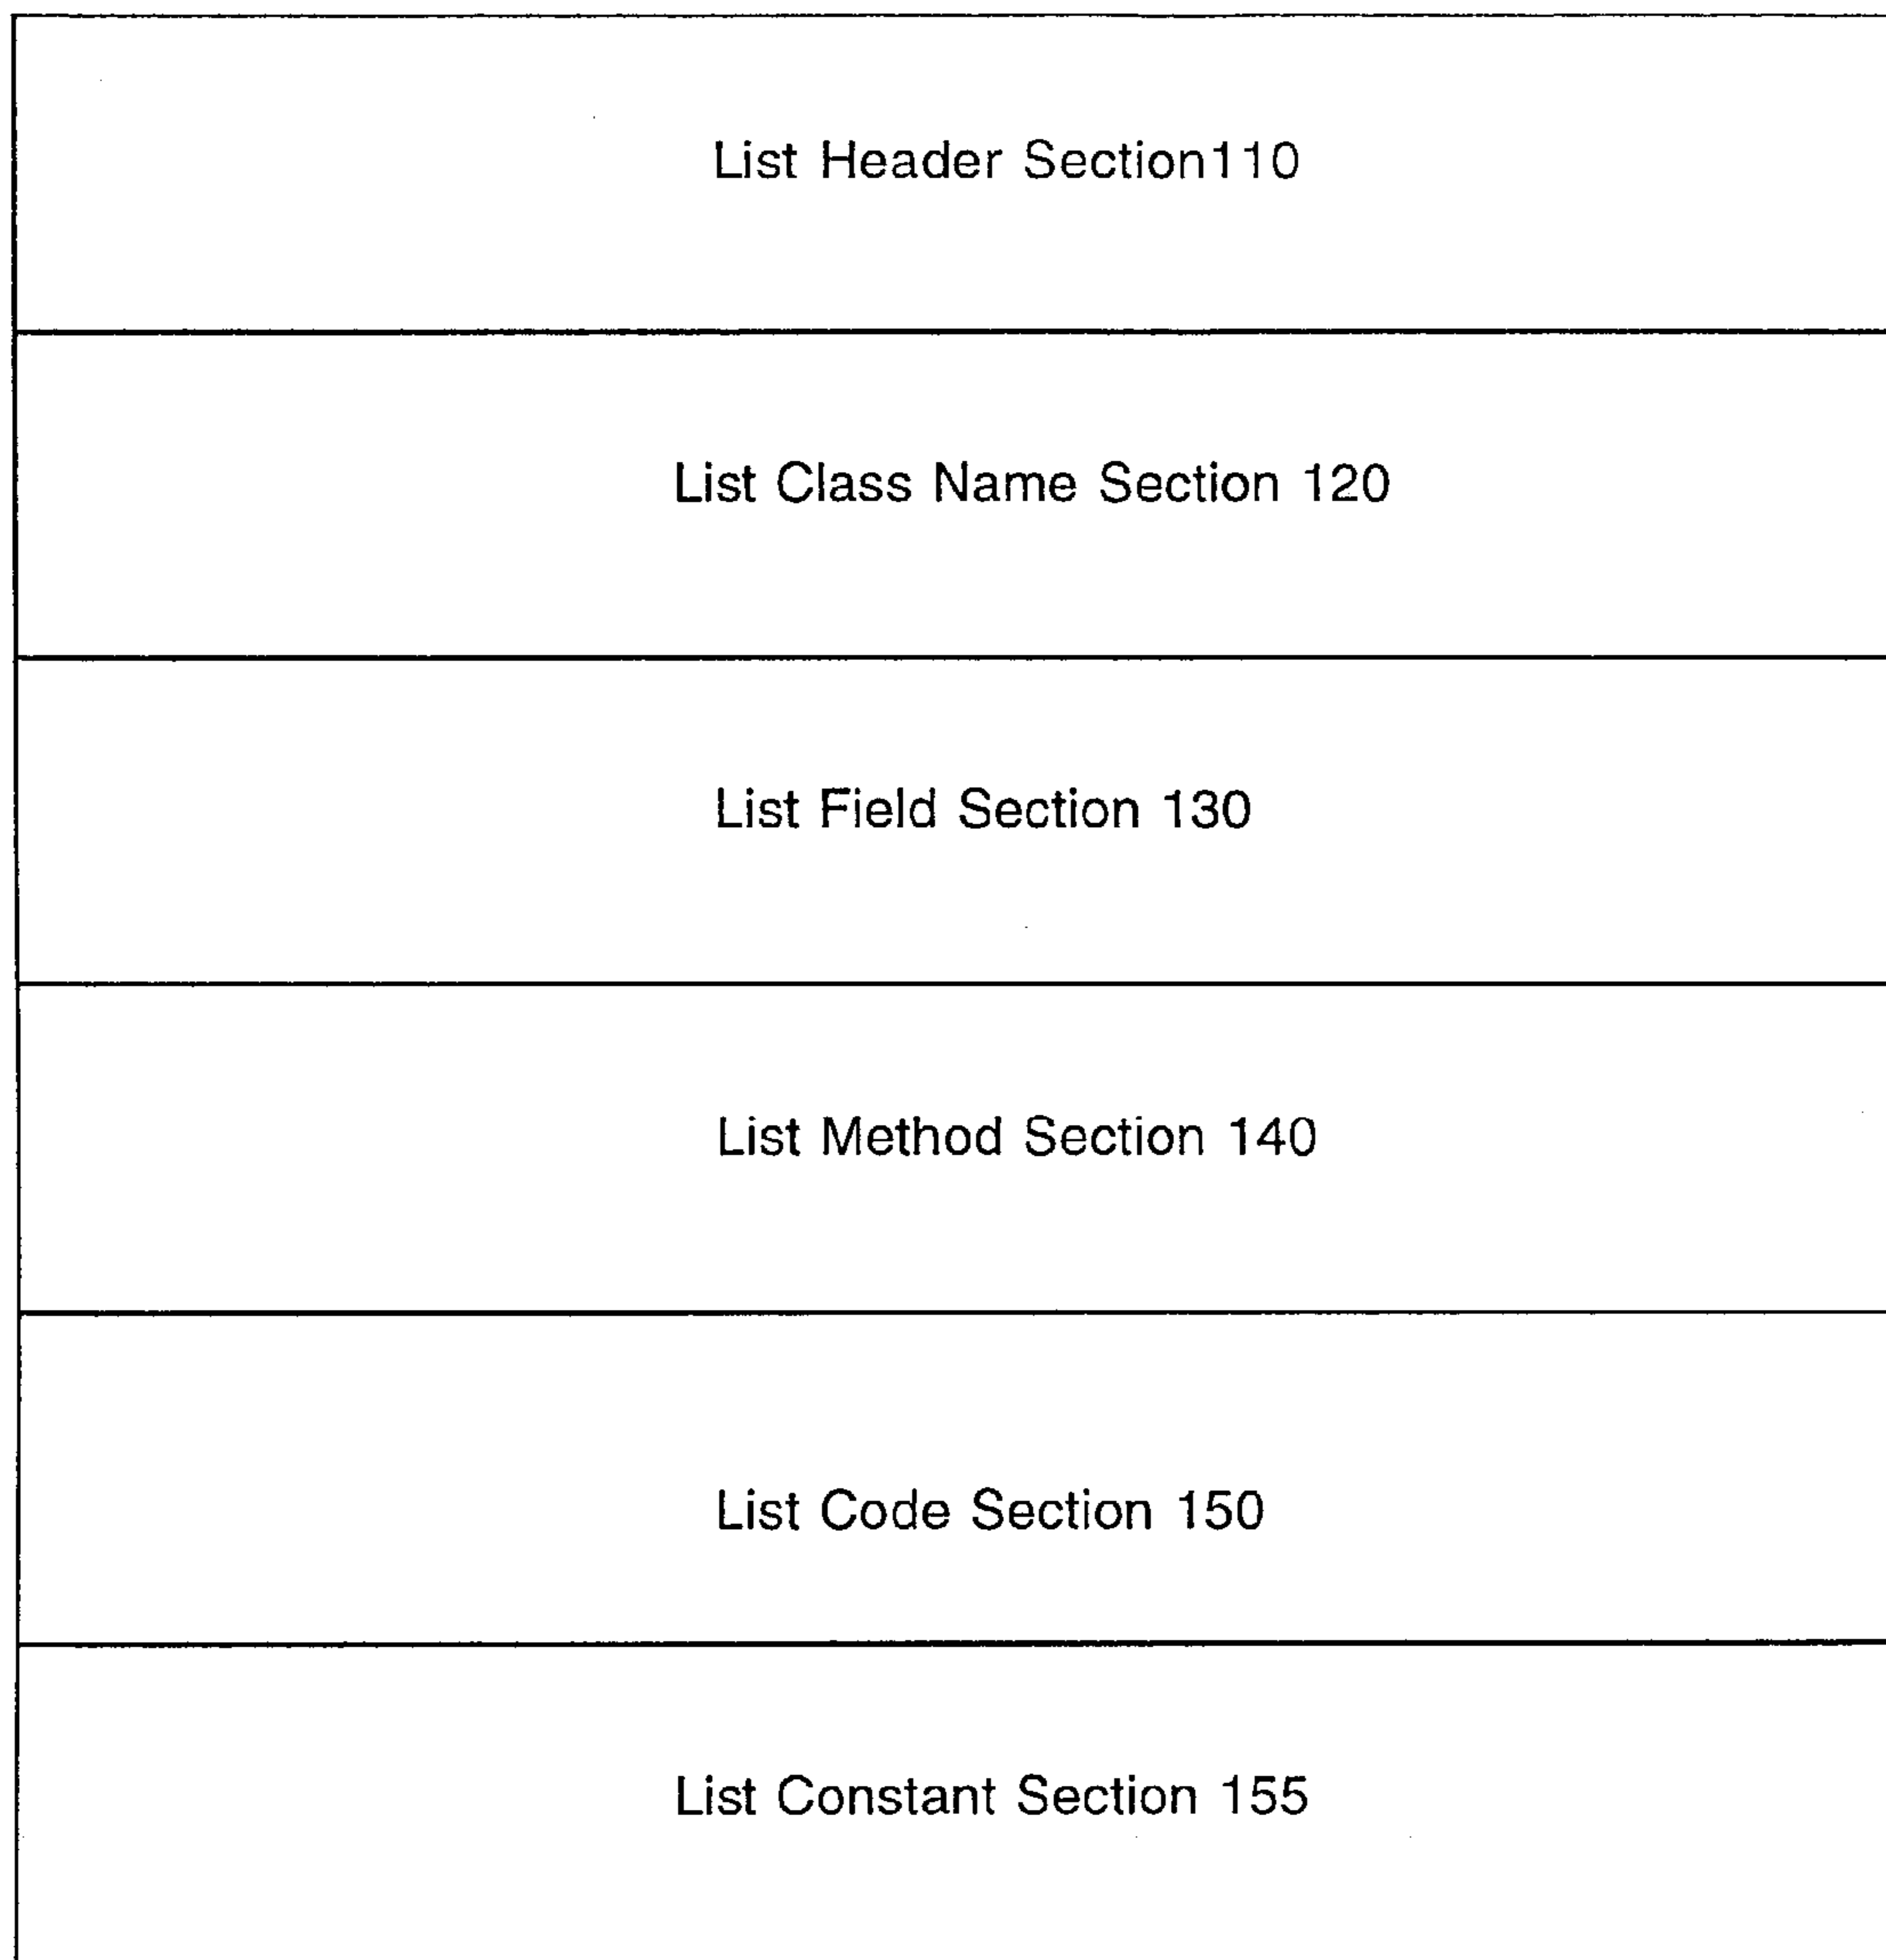 List Header Section110
List Class Name Section 120
List Field Section 130
List Method Section 140
List Code Section 150
List Constant Section 155